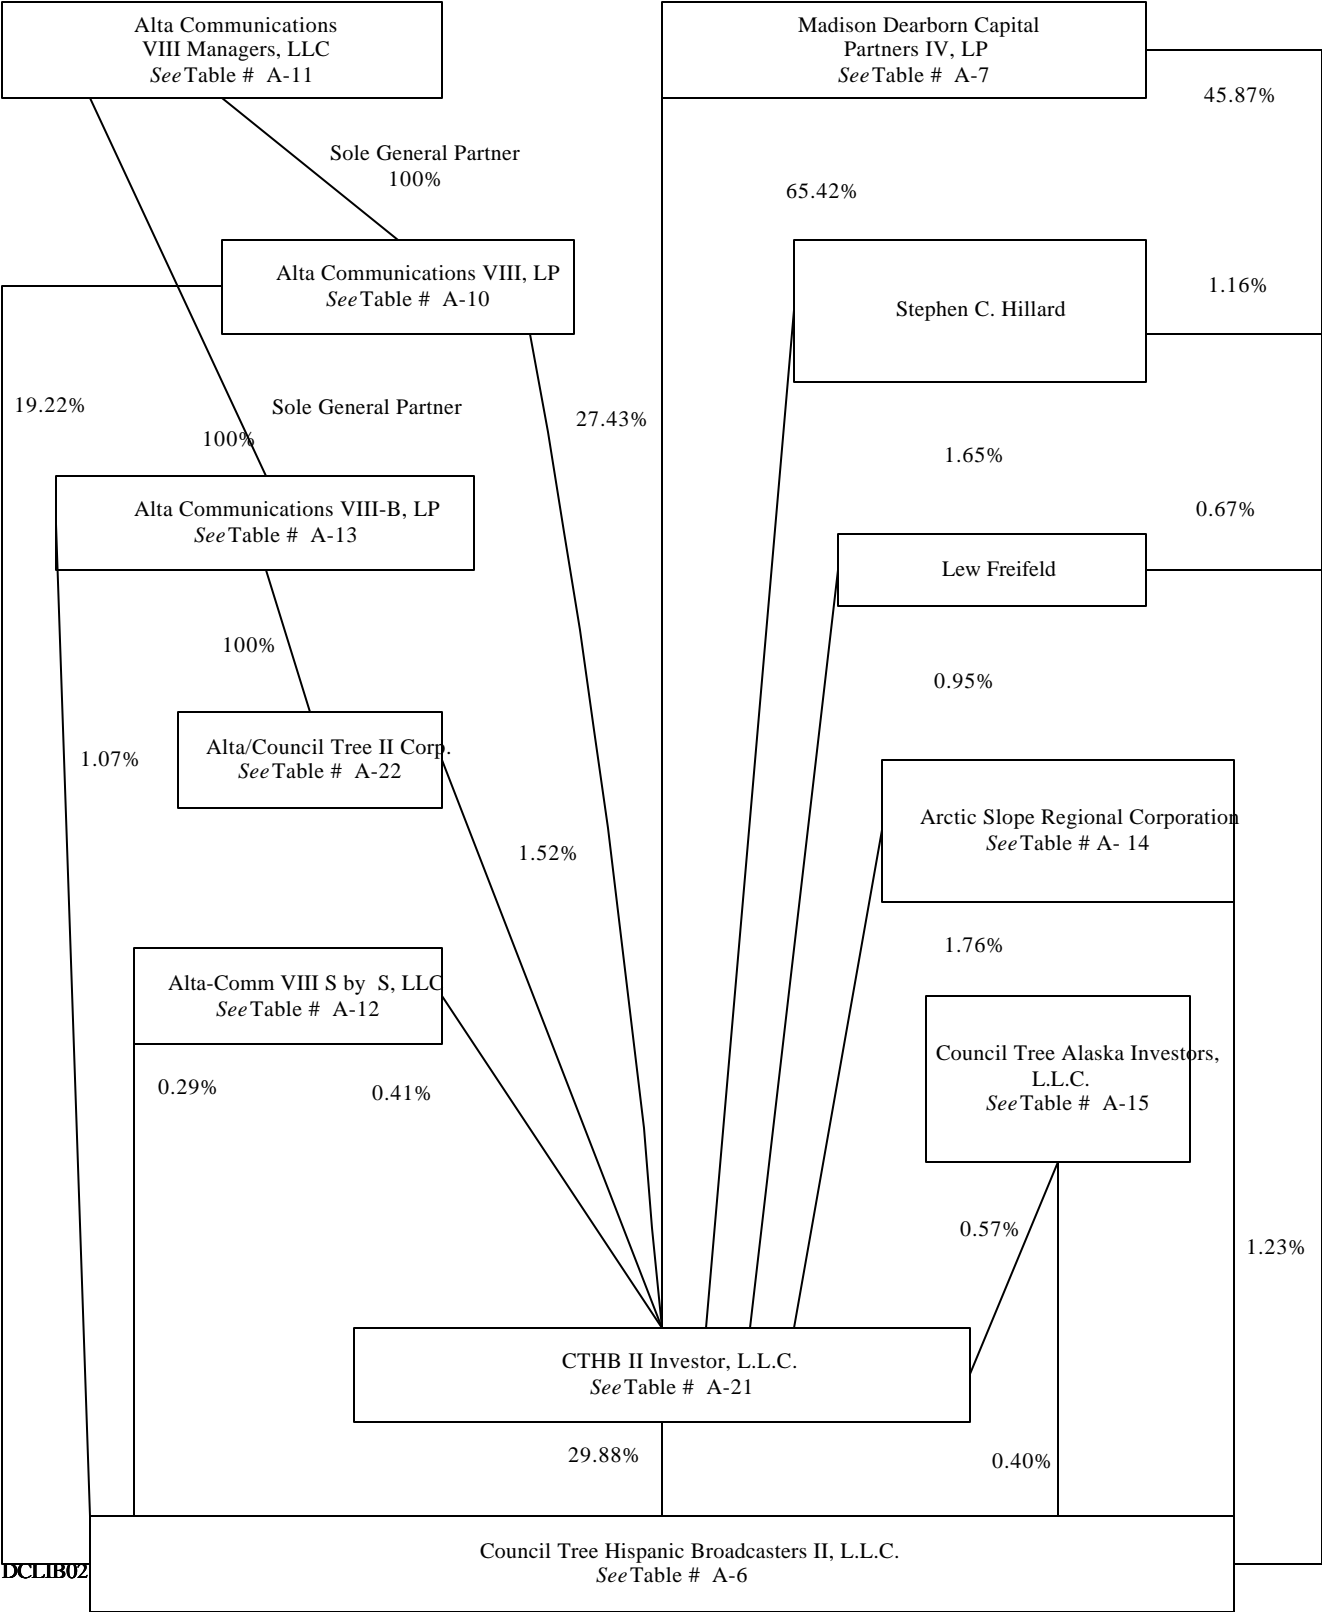 Alta Communications
VIII Managers, LLC
See Table # A-11
Madison Dearborn Capital
Partners IV, LP
See Table # A-7
45.87%
Sole General Partner
100%
65.42%
Alta Communications VIII, LP
See Table # A-10
Stephen C. Hillard
1.16%
19.22%
Sole General Partner
100%
27.43%
1.65%
Alta Communications VIII-B, LP
See Table # A-13
0.67%
Lew Freifeld
100%
0.95%
Alta/Council Tree II Corp.
See Table # A-22
1.07%
1.52%
Arctic Slope Regional Corporation
See Table # A- 14
1.76%
Alta-Comm VIII S by S, LLC
See Table # A-12
Council Tree Alaska Investors,
L.L.C.
See Table # A-15
0.29%
0.41%
0.57%
1.23%
CTHB II Investor, L.L.C.
See Table # A-21
29.88%
0.40%
Council Tree Hispanic Broadcasters II, L.L.C.
See Table # A-6
DCLIB02